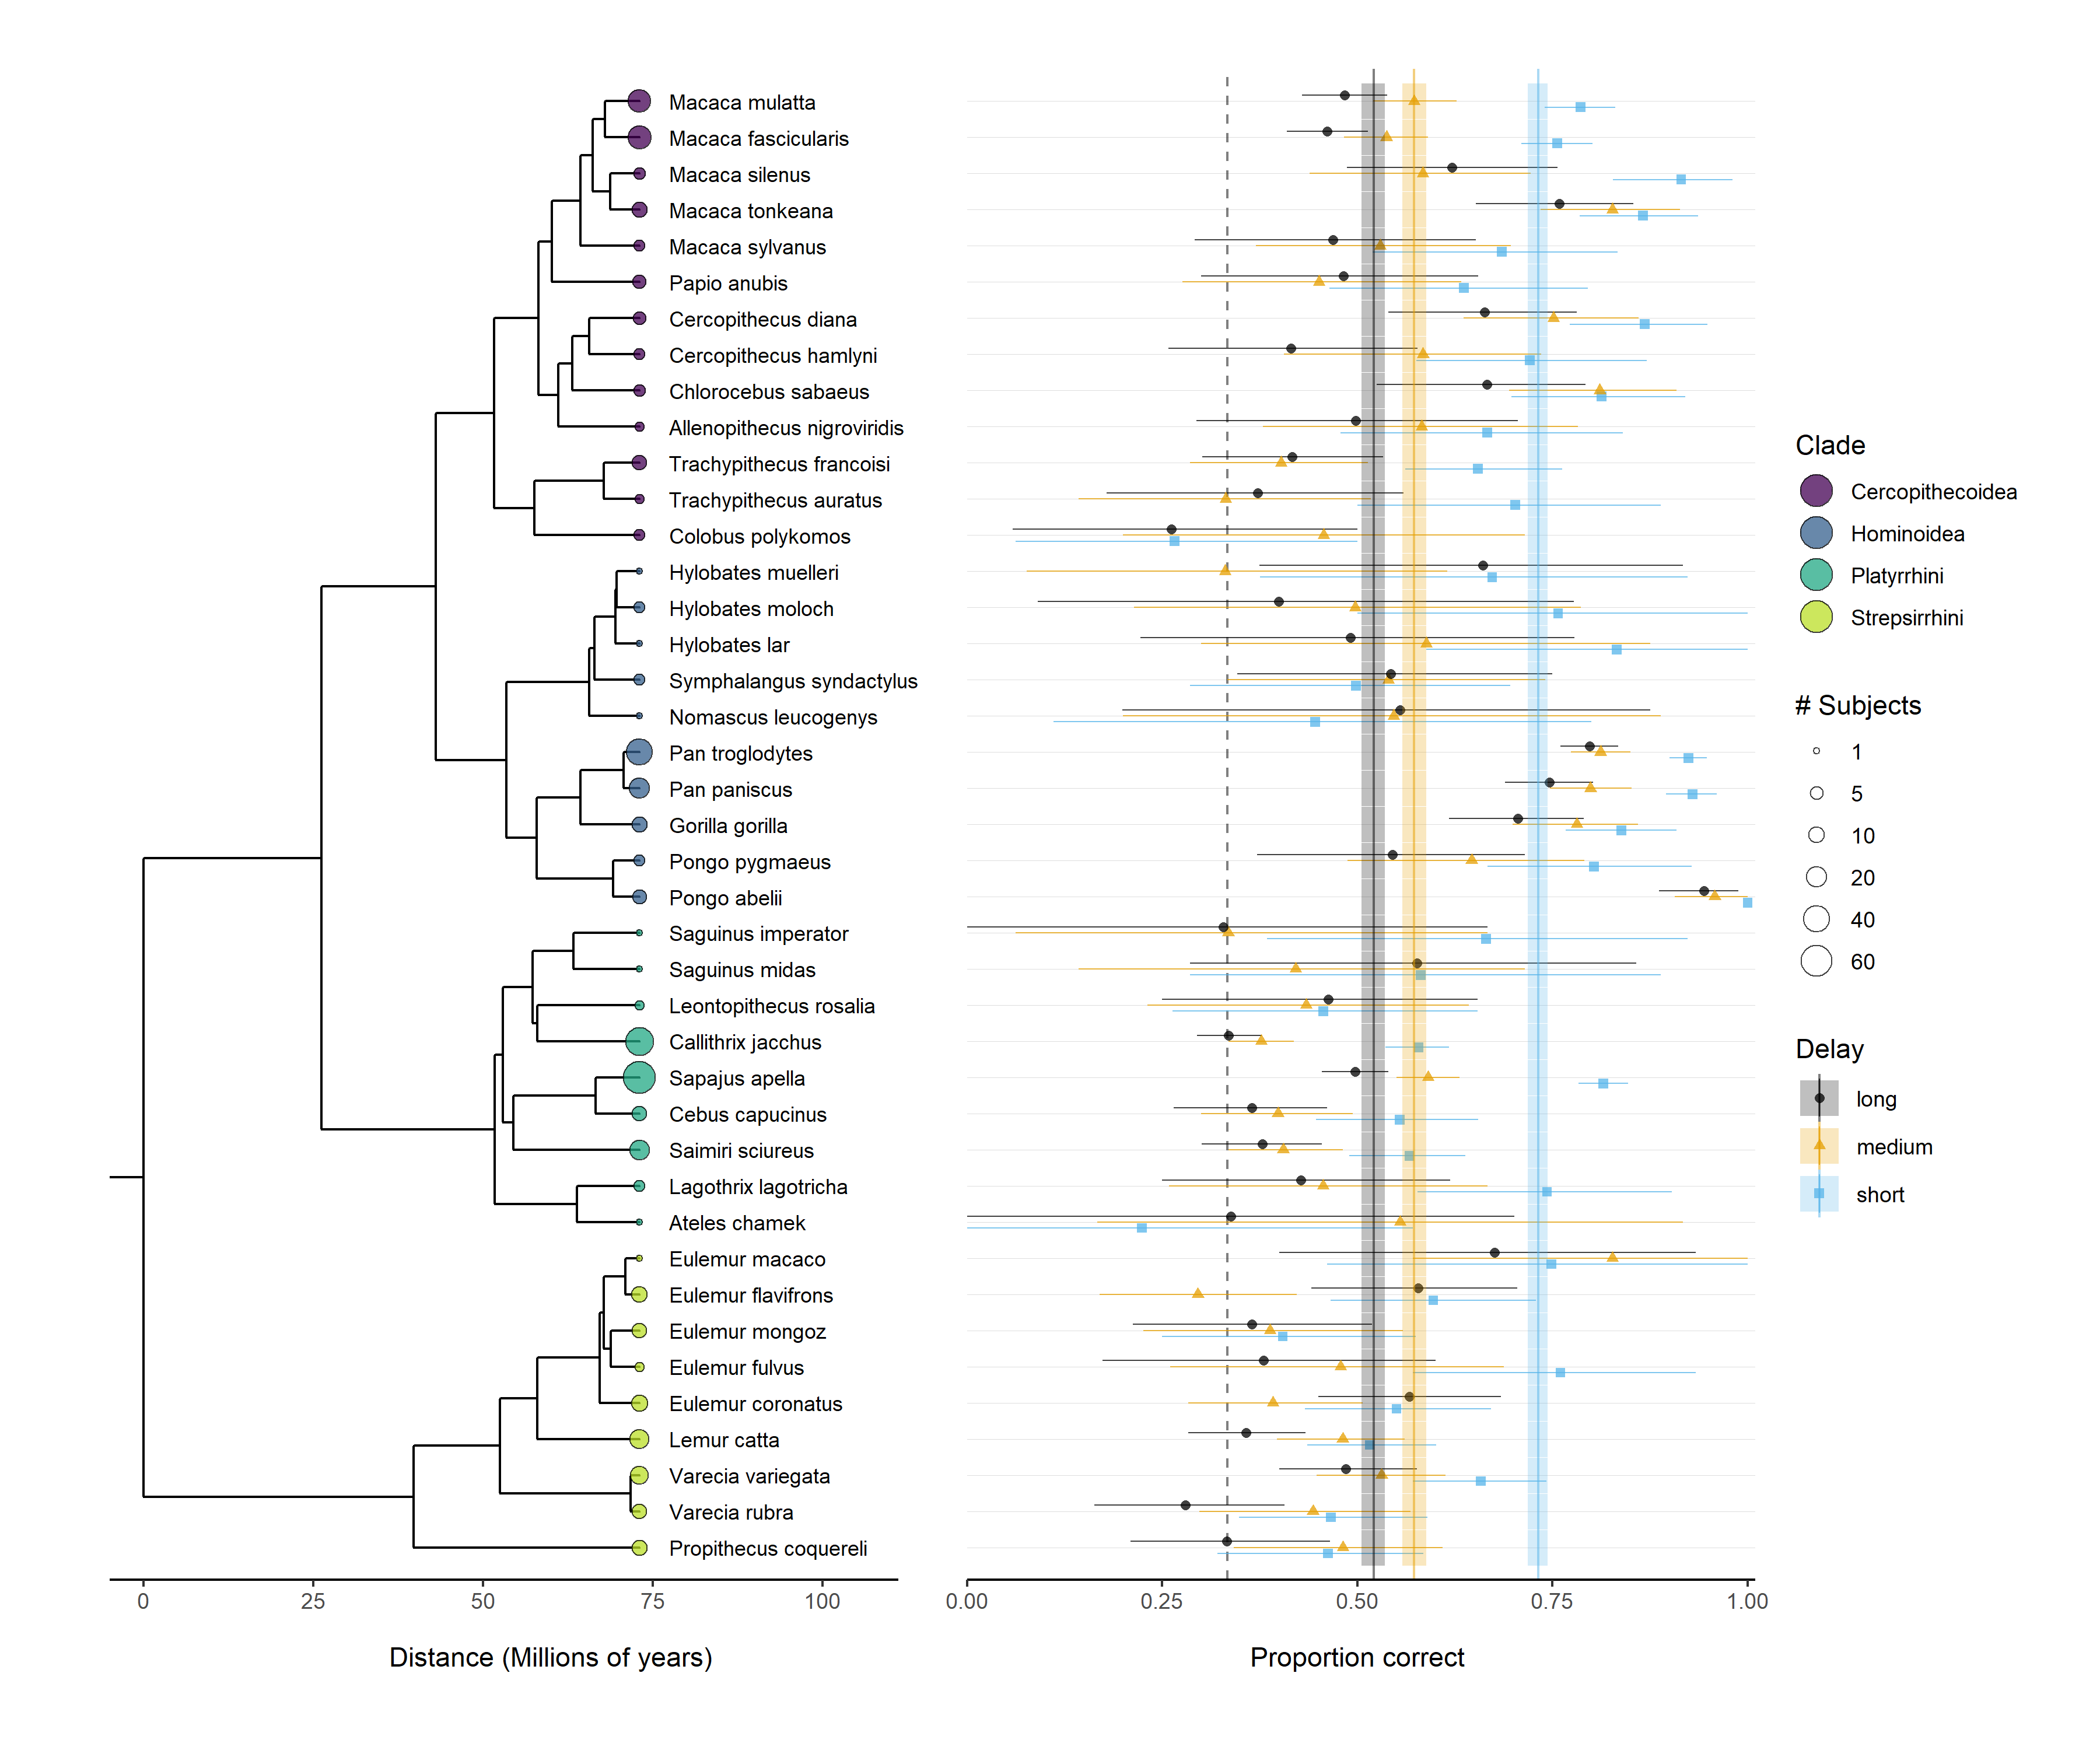 Macaca mulatta
Macaca fascicularis
Macaca silenus
Macaca tonkeana
Macaca sylvanus
Papio anubis
Cercopithecus diana
Cercopithecus hamlyni
Chlorocebus sabaeus
Allenopithecus nigroviridis
Trachypithecus francoisi
Trachypithecus auratus
Colobus polykomos
Hylobates muelleri
Hylobates moloch
Hylobates lar
Symphalangus syndactylus
Nomascus leucogenys
Pan troglodytes
Pan paniscus
Gorilla gorilla
Pongo pygmaeus
Pongo abelii
Saguinus imperator
Saguinus midas
Leontopithecus rosalia
Callithrix jacchus
Sapajus apella
Cebus capucinus
Saimiri sciureus
Lagothrix lagotricha
Ateles chamek
Eulemur macaco
Eulemur flavifrons
Eulemur mongoz
Eulemur fulvus
Eulemur coronatus
Lemur catta
Varecia variegata
Varecia rubra
Propithecus coquereli
0 25 50 75 100
Distance (Millions of years)
0.00 0.25 0.50 0.75 1.00
Proportion correct
Clade
Cercopithecoidea
Hominoidea
Platyrrhini
Strepsirrhini
# Subjects
1
5
10
20
40
60
Delay
long
medium
short